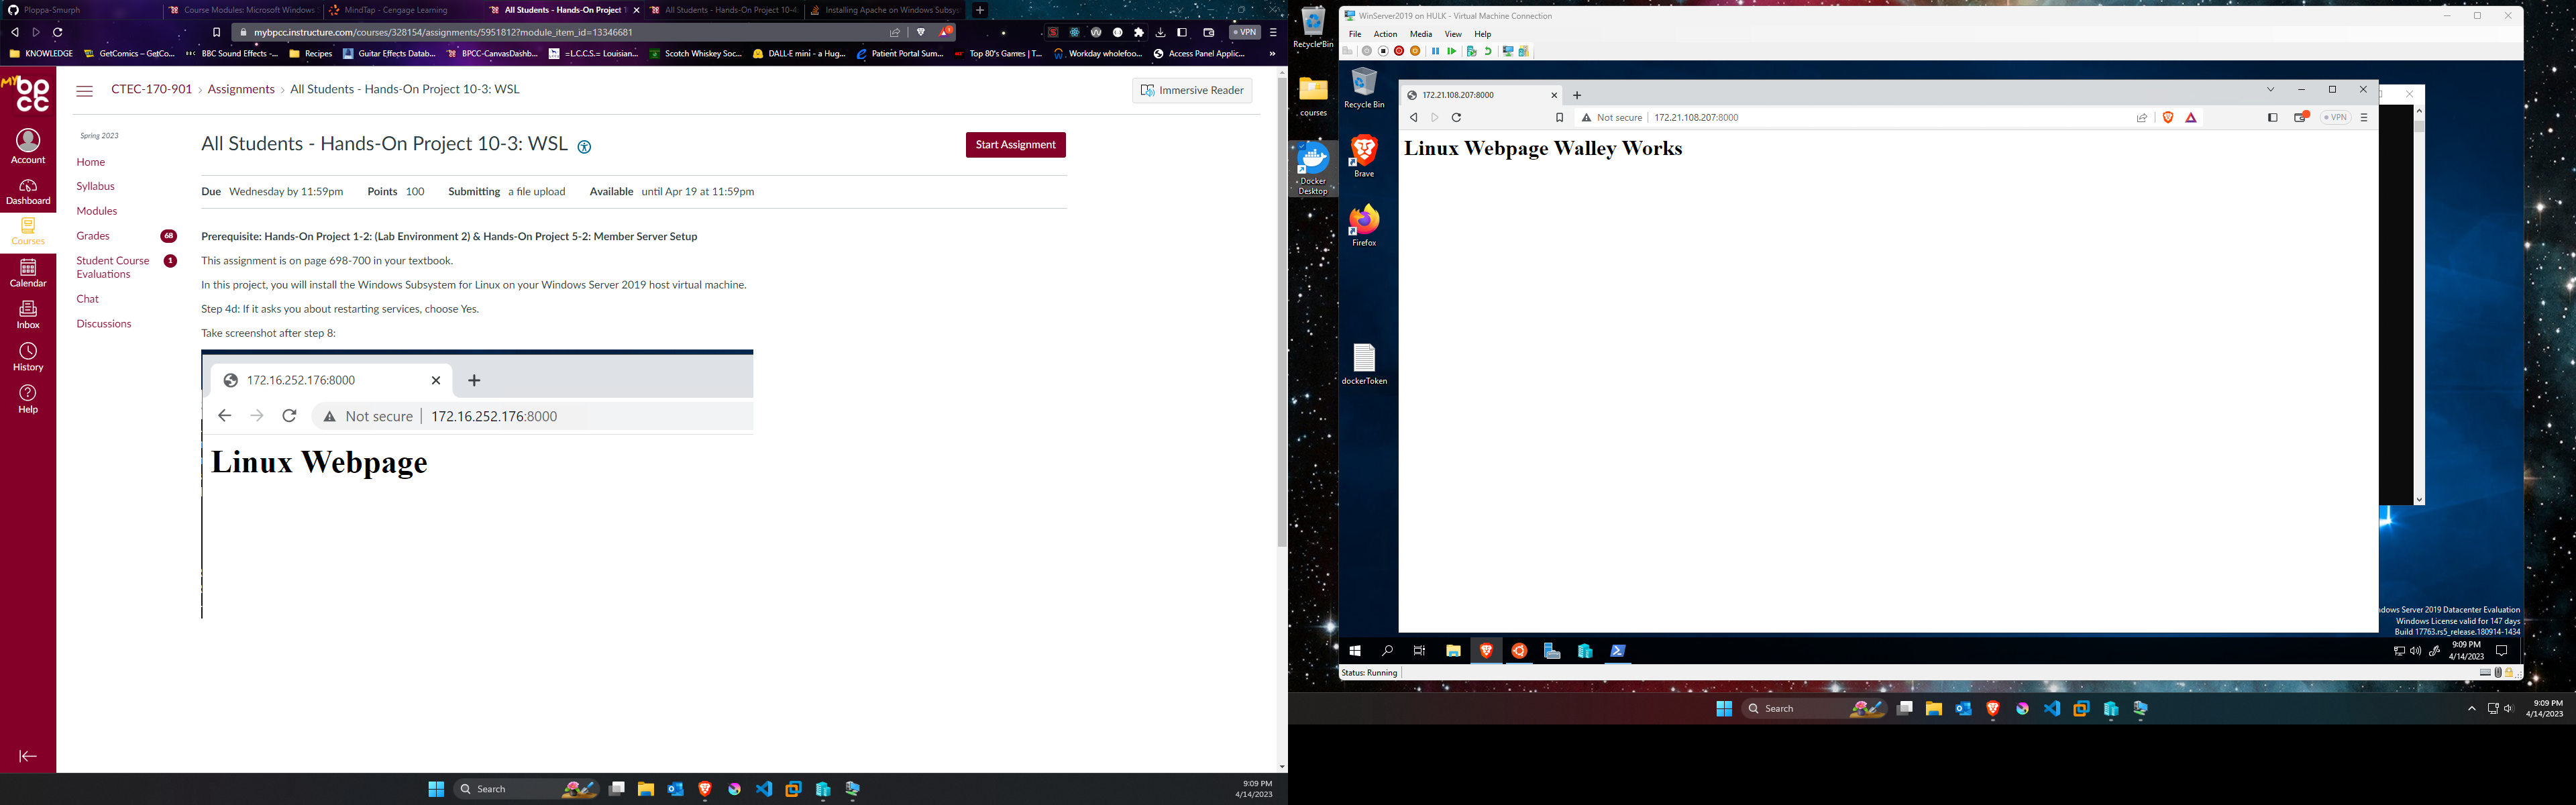 Ploppa-Smurph
Course Modules: Microsoft Windows
MindTap - Cengage Learning
All Students - Hands-On Project 1
All Students - Hands-On Project 10-4
Installing Apache on Windows Subsys
mybpcc.instructure.com/courses/328154/assignments/5951812?module_item_id=13346681
VPN
KNOWLEDGE
GetComics – GetCo...
BBC Sound Effects -...
Recipes
Guitar Effects Datab...
BPCC-CanvasDashb...
=L.C.C.S.= Louisian...
Scotch Whiskey Soc...
DALL·E mini - a Hug...
Patient Portal Sum...
Top 80's Games | T...
Workday wholefoo...
Access Panel Applic...
»
MY
bp
cc
Account
Dashboard
Courses
Calendar
Inbox
History
Help
CTEC-170-901 › Assignments › All Students - Hands-On Project 10-3: WSL
Immersive Reader
Spring 2023
Home
Syllabus
Modules
Grades
68
Student Course
Evaluations
1
Chat
Discussions
All Students - Hands-On Project 10-3: WSL
Start Assignment
Due Wednesday by 11:59pm Points 100 Submitting a file upload Available until Apr 19 at 11:59pm
Prerequisite: Hands-On Project 1-2: (Lab Environment 2) & Hands-On Project 5-2: Member Server Setup
This assignment is on page 698-700 in your textbook.
In this project, you will install the Windows Subsystem for Linux on your Windows Server 2019 host virtual machine.
Step 4d: If it asks you about restarting services, choose Yes.
Take screenshot after step 8:
172.16.252.176:8000
Not secure | 172.16.252.176:8000
Linux Webpage
Search
9:09 PM
4/14/2023
Recycle Bin
courses
Docker
Desktop
WinServer2019 on HULK - Virtual Machine Connection
File Action Media View Help
Recycle Bin
Brave
Firefox
dockerToken
172.21.108.207:8000
Not secure | 172.21.108.207:8000
VPN
Linux Webpage Walley Works
dows Server 2019 Datacenter Evaluation
Windows License valid for 147 days
Build 17763.rs5_release.180914-1434
9:09 PM
4/14/2023
Status: Running
Search
9:09 PM
4/14/2023